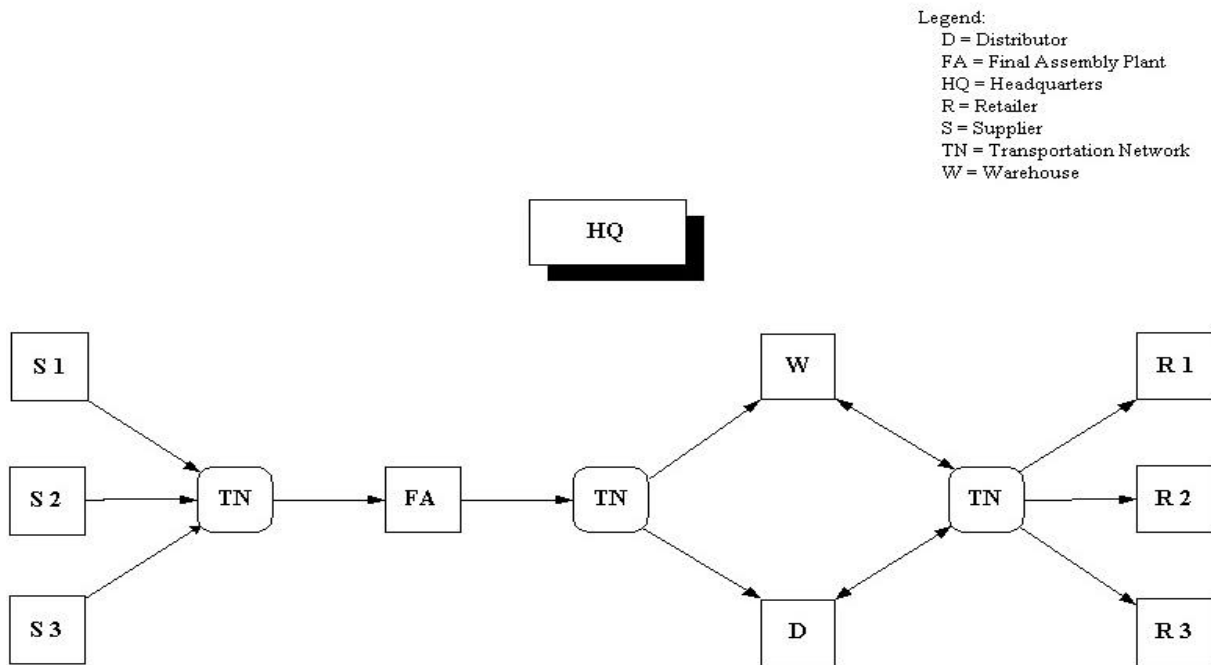 Legend:
D = Distributor
FA = Final Assembly Plant
HQ = Headquarters
R = Retailer
S = Supplier
TN = Transportation Network
W = Warehouse
HQ
S 1
W
R 1
S 2
TN
FA
TN
TN
R 2
S 3
D
R 3